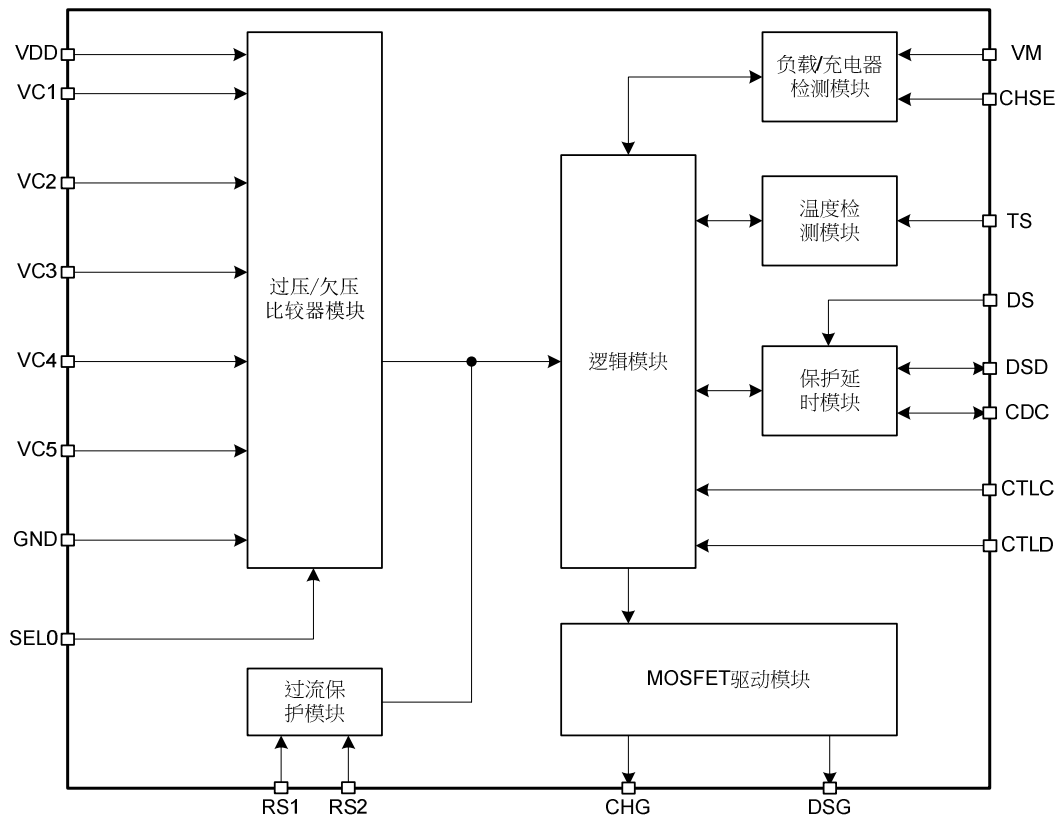 VDD
VC1
VC2
VC3
VC4
VC5
GND
SEL0
过压/欠压
比较器模块
过流保
护模块
RS1
RS2
逻辑模块
MOSFET驱动模块
CHG
DSG
负载/充电器
检测模块
温度检
测模块
保护延
时模块
VM
CHSE
TS
DS
DSD
CDC
CTLC
CTLD